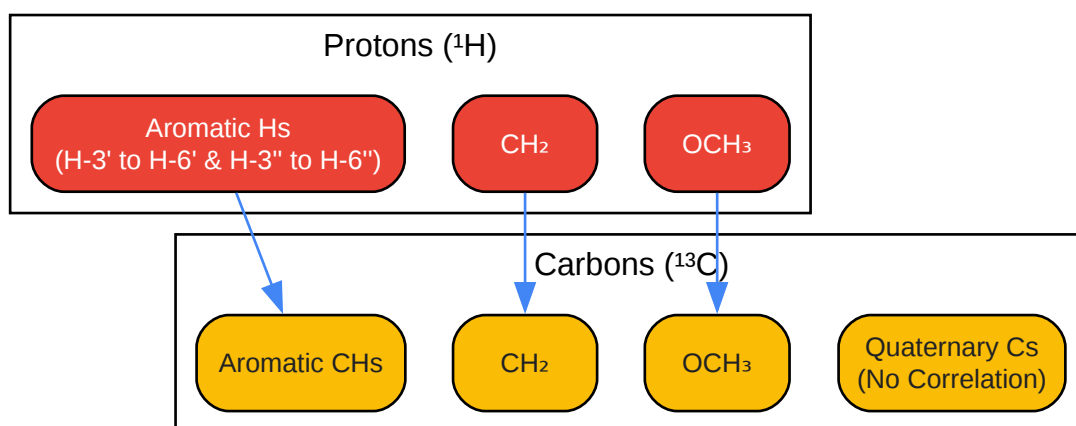 Protons (¹H)
Aromatic Hs
(H-3' to H-6' & H-3'' to H-6'')
CH₂
OCH₃
Carbons (¹³C)
Aromatic CHs
CH₂
OCH₃
Quaternary Cs
(No Correlation)